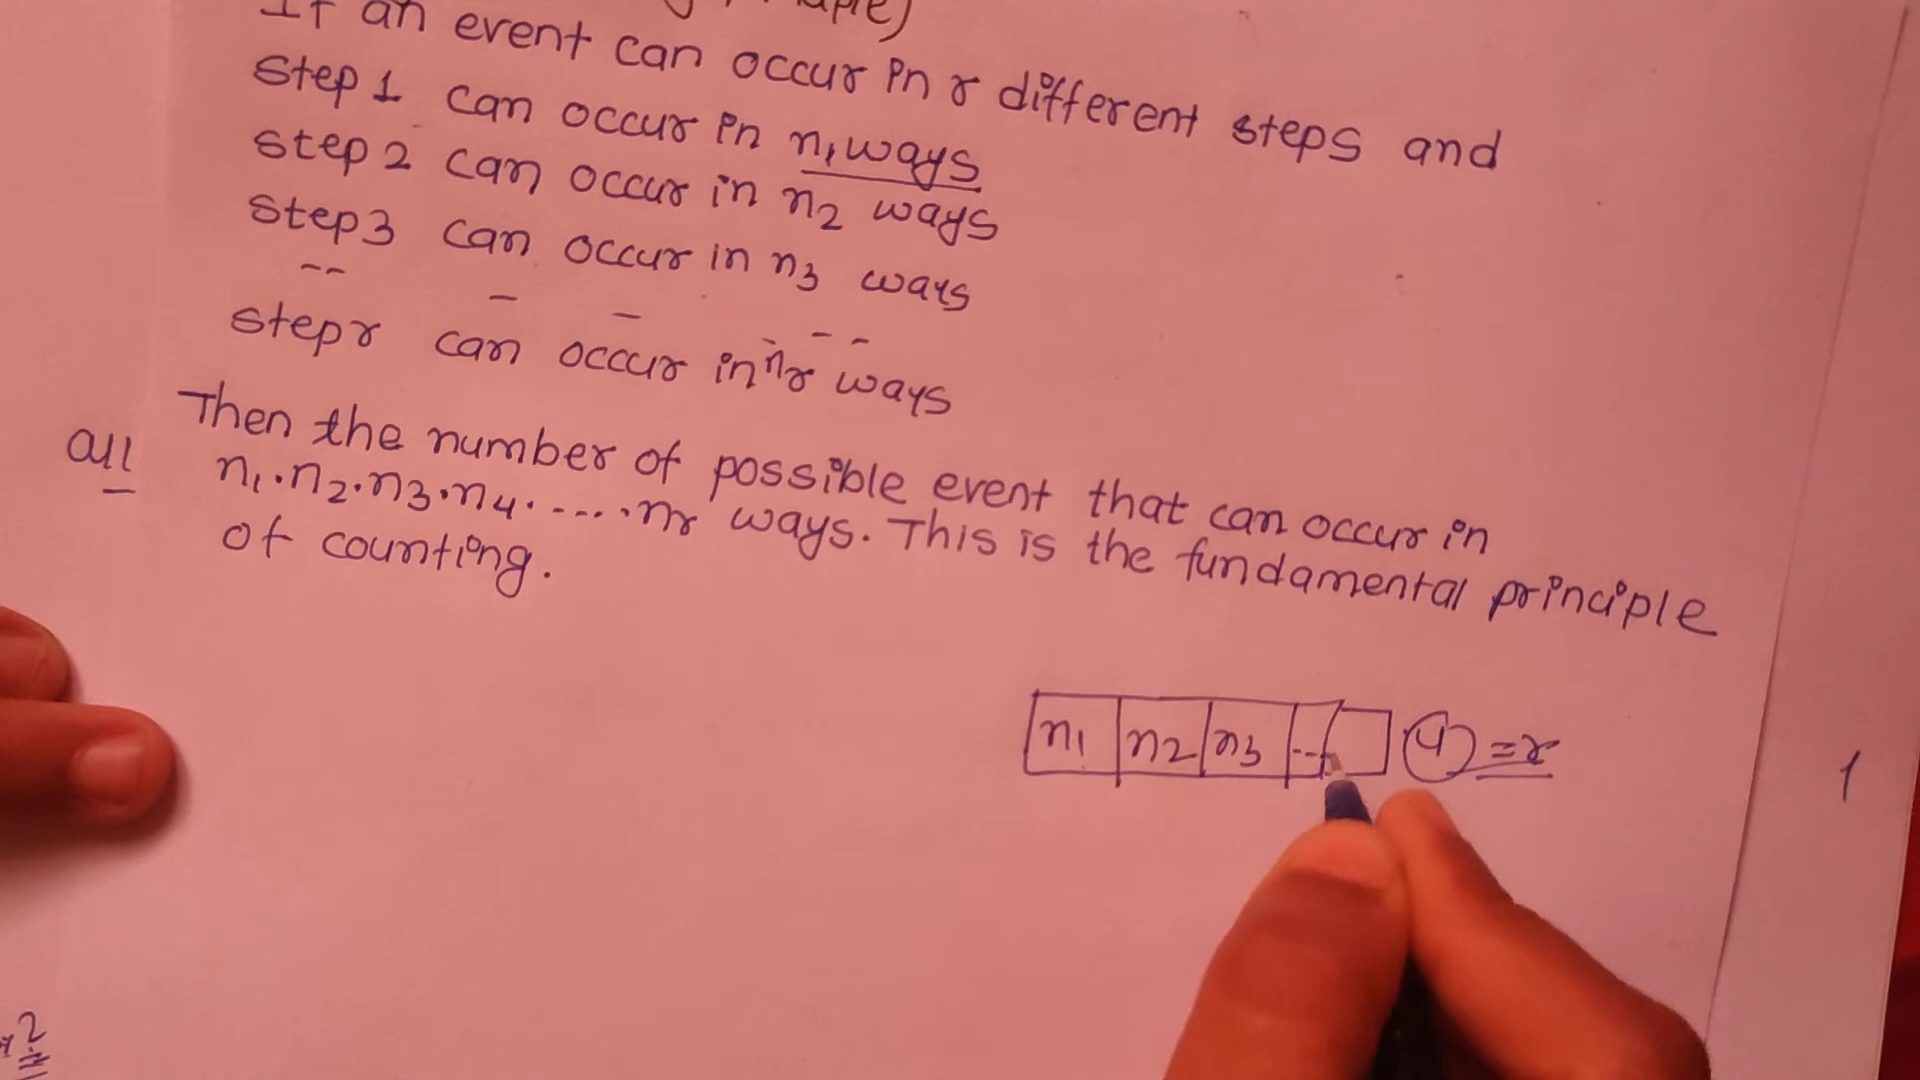 If an event can occur in r different steps and
step 1 can occur in n₁ ways
step 2 can occur in n₂ ways
step3 can occur in n₃ ways
-- - - - - -
step r can occur in nr ways
Then the number of possible event that can occur in
all
n₁.n₂.n₃.n₄. .... .nr ways. This is the fundamental principle
of counting.
n₁ n₂ n₃ -- 4 = r
1
?